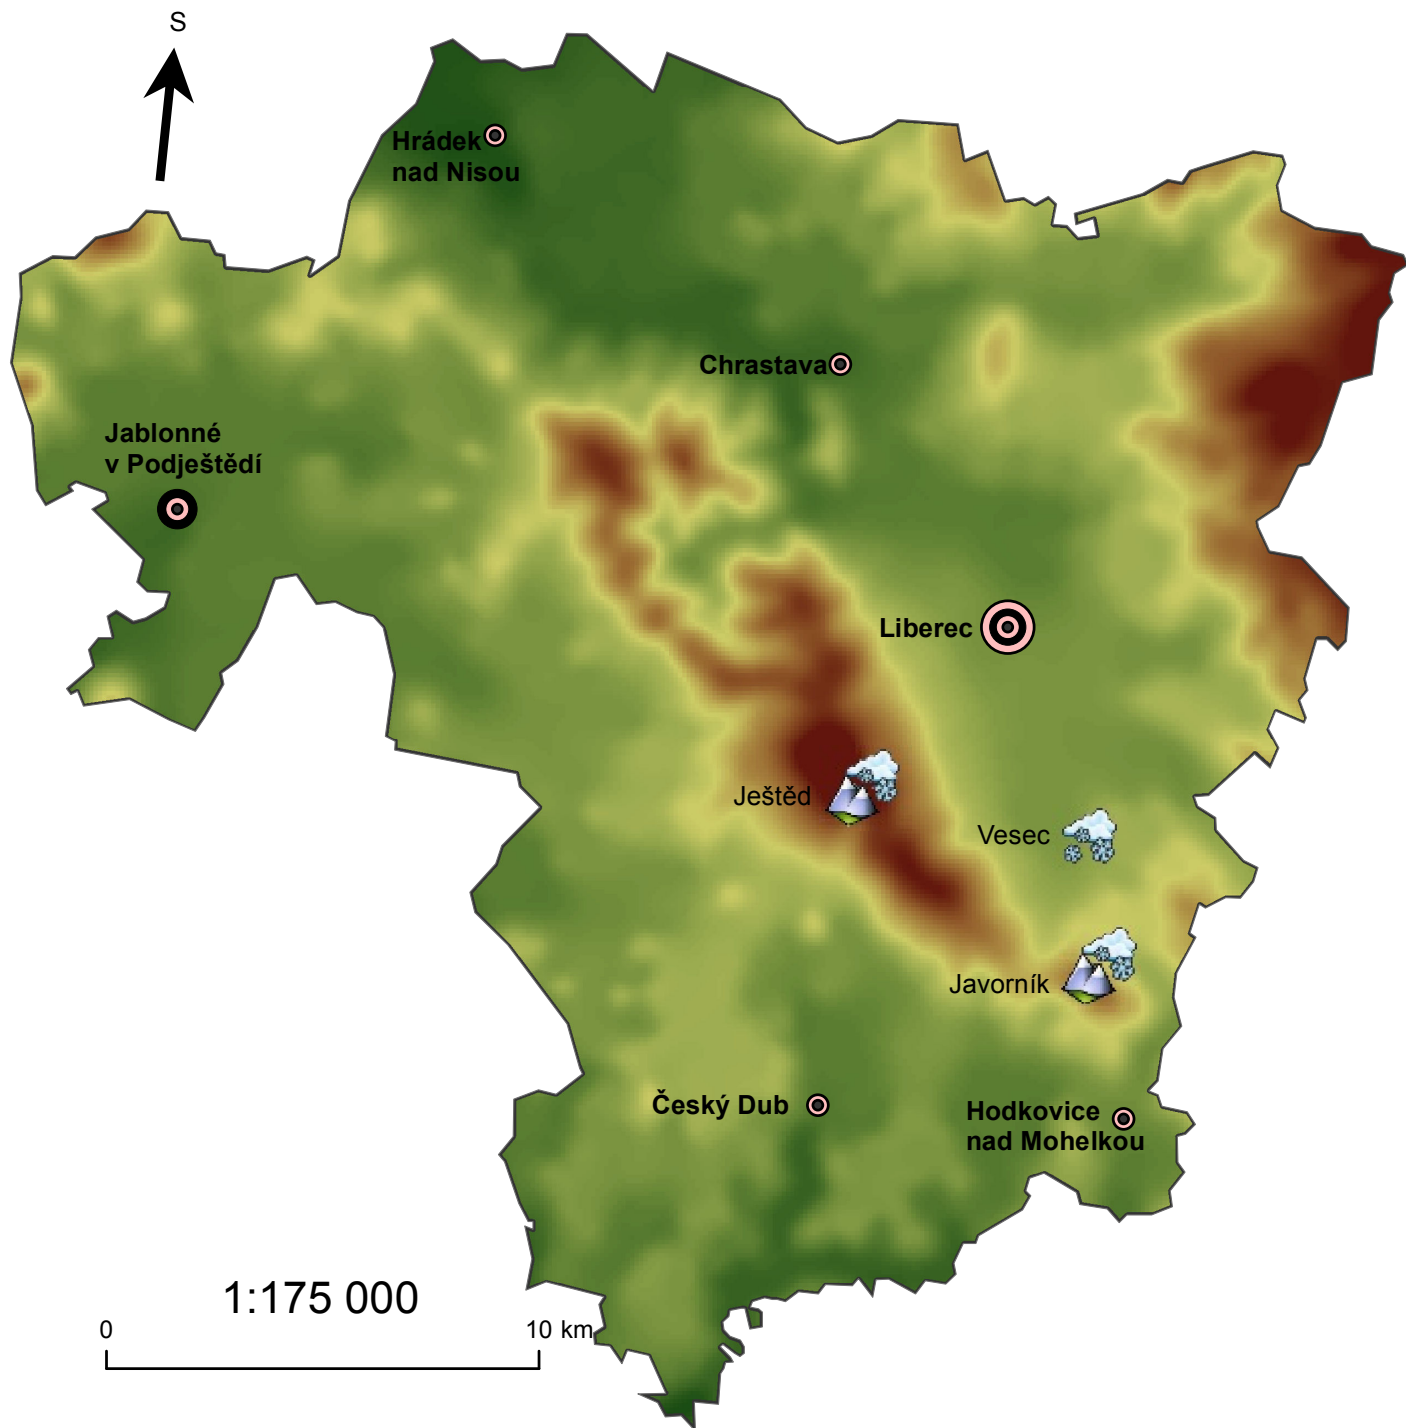 S
Hrádek
nad Nisou
Chrastava
Jablonné
v Podještědí
Liberec
Ještěd
Vesec
Javorník
Český Dub
Hodkovice
nad Mohelkou
1:175 000
0 10 km